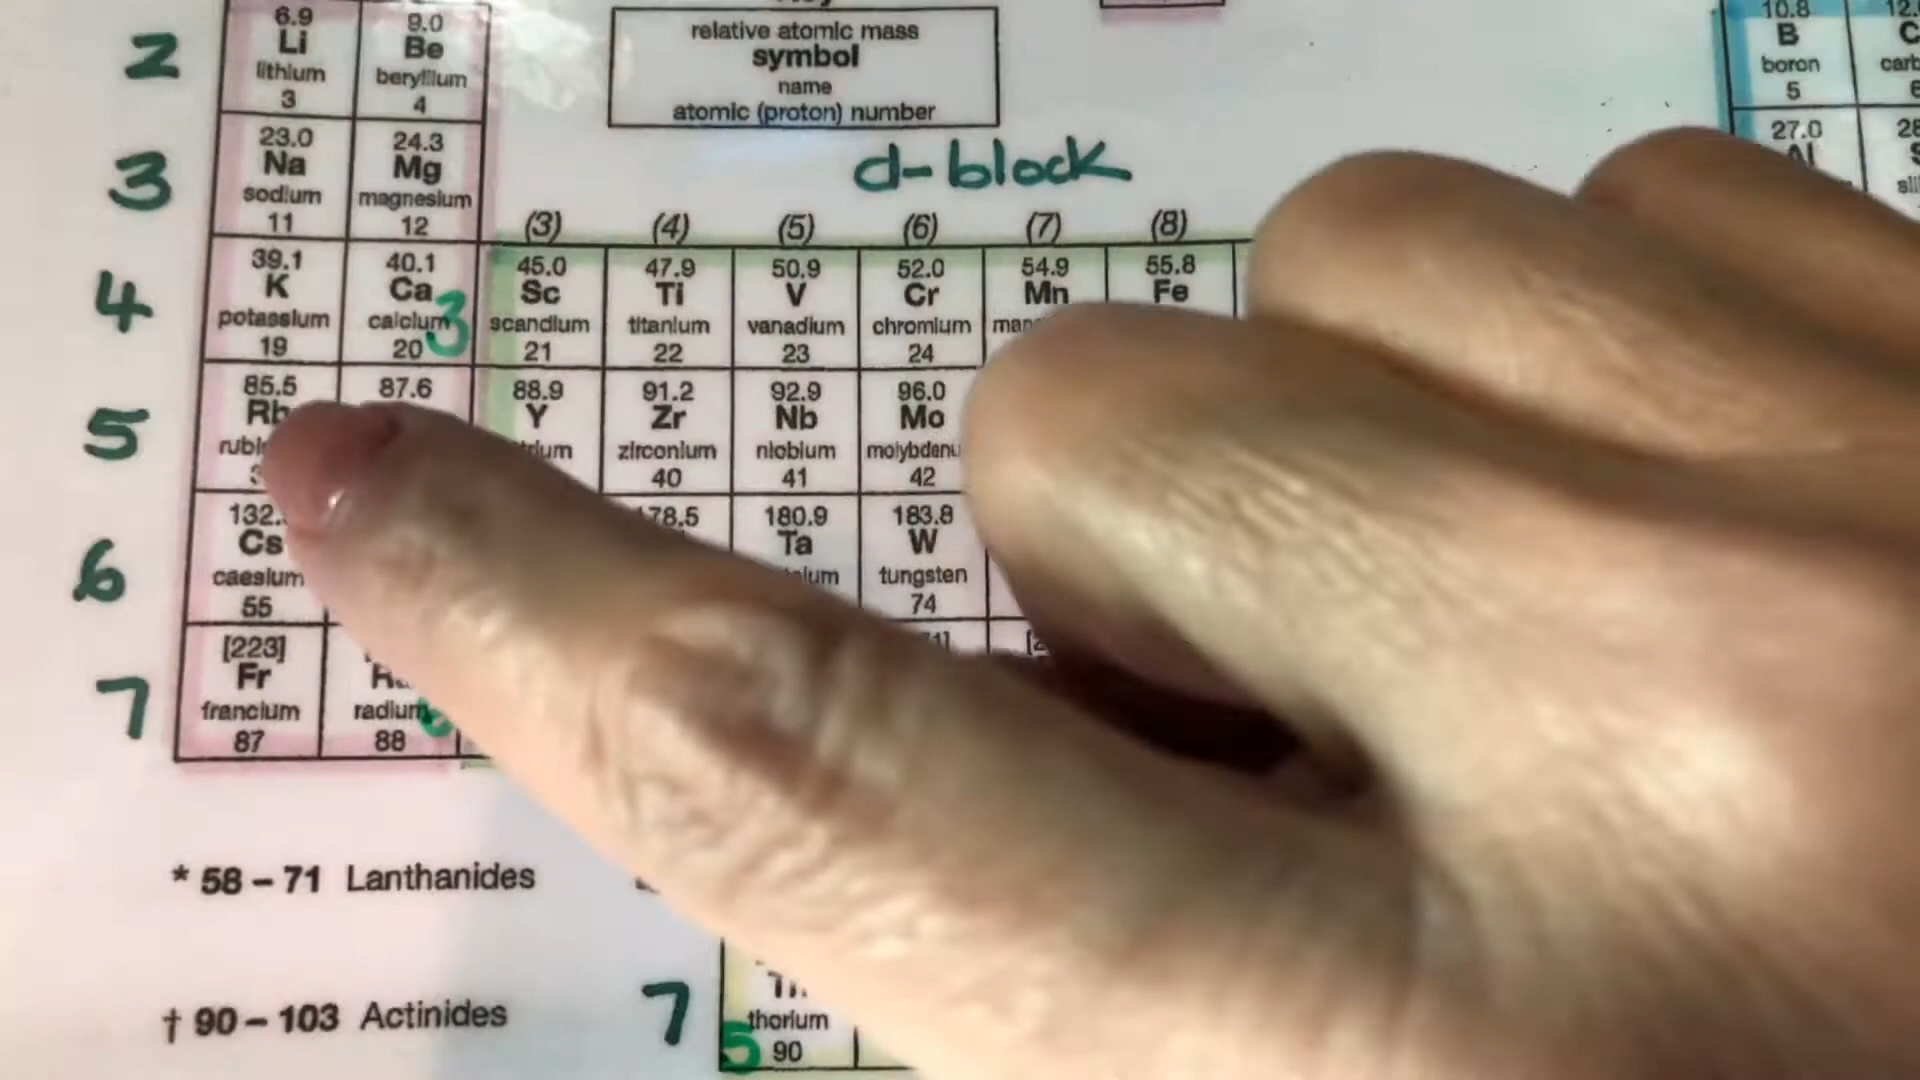 relative atomic mass
symbol
name
atomic (proton) number
2
6.9
Li
lithium
3
9.0
Be
beryllium
4
10.8
B
boron
5
3
23.0
Na
sodium
11
24.3
Mg
magnesium
12
d-block
27.0
Al
(3) (4) (5) (6) (7) (8)
4
39.1
K
potassium
19
40.1
Ca
calcium
20
3
45.0
Sc
scandium
21
47.9
Ti
titanium
22
50.9
V
vanadium
23
52.0
Cr
chromium
24
54.9
Mn
55.8
Fe
5
85.5
Rb
87.6
88.9
Y
91.2
Zr
zirconium
40
92.9
Nb
niobium
41
96.0
Mo
molybdenu
42
6
Cs
caesium
55
180.9
Ta
183.8
W
tungsten
74
7
[223]
Fr
francium
87
radium
88
* 58 – 71 Lanthanides
† 90 – 103 Actinides
7
thorium
90
5